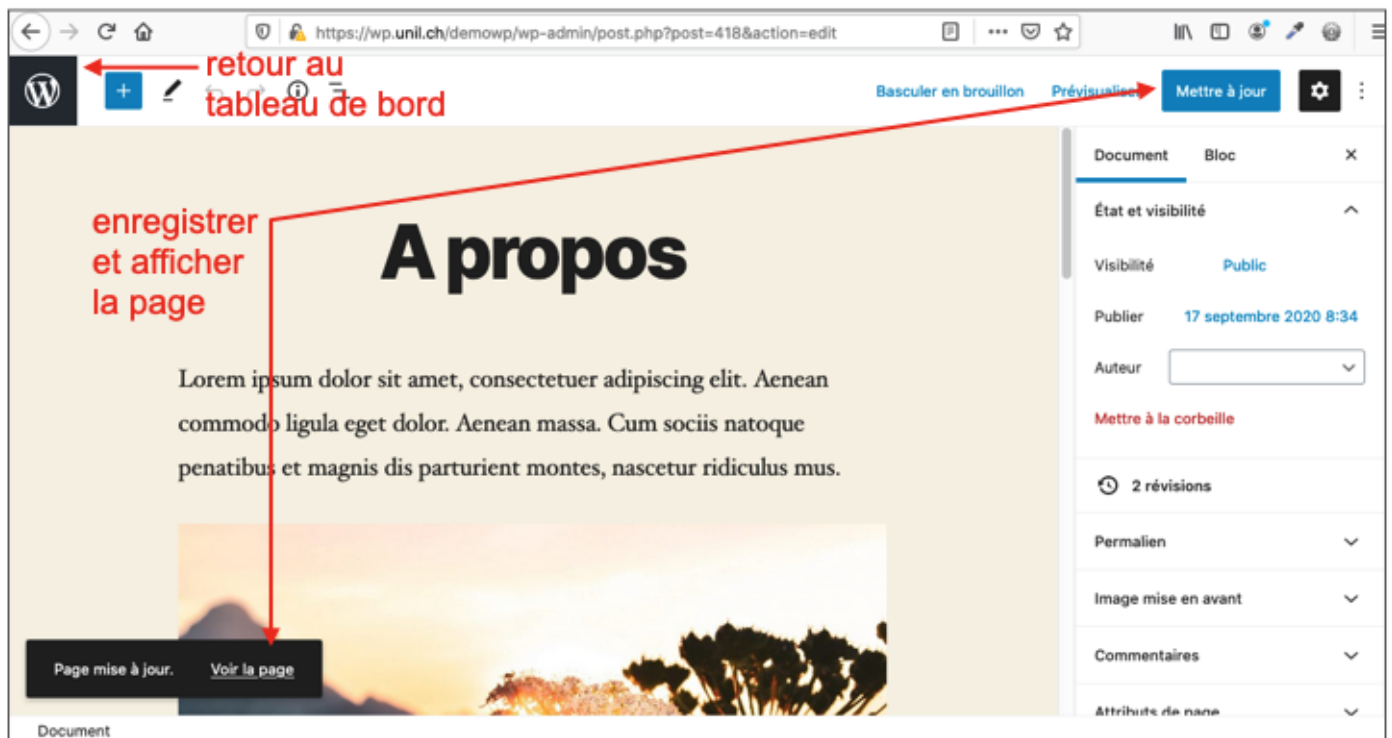 https://wp.unil.ch/demowp/wp-admin/post.php?post=418&action=edit
retour au
tableau de bord
Basculer en brouillon
Mettre à jour
Document Bloc
État et visibilité
enregistrer
et afficher
la page
A propos
Visibilité Public
Publier 17 septembre 2020 8:34
Auteur
Mettre à la corbeille
Lorem ipsum dolor sit amet, consectetuer adipiscing elit. Aenean
commodo ligula eget dolor. Aenean massa. Cum sociis natoque
penatibus et magnis dis parturient montes, nascetur ridiculus mus.
2 révisions
Permalien
Image mise en avant
Commentaires
Attributs de page
Page mise à jour. Voir la page
Document